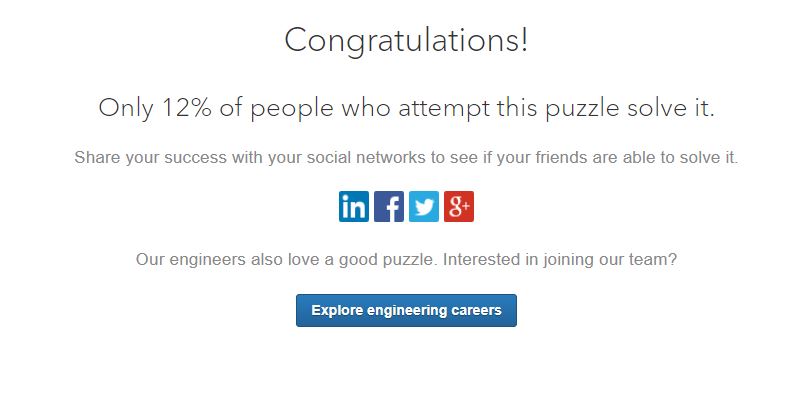 Congratulations!
Only 12% of people who attempt this puzzle solve it.
Share your success with your social networks to see if your friends are able to solve it.
in f g+
Our engineers also love a good puzzle. Interested in joining our team?
Explore engineering careers